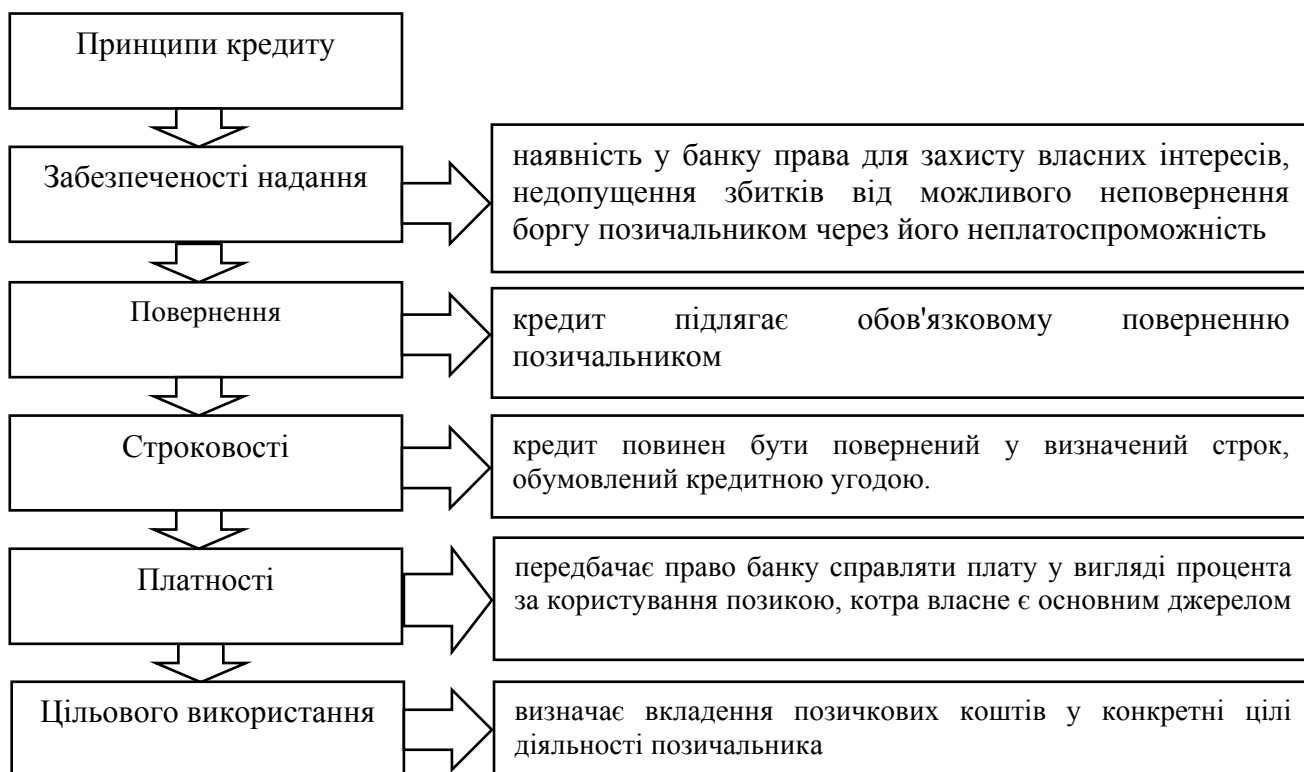 Принципи кредиту
Забезпеченості надання
наявність у банку права для захисту власних інтересів,
недопущення збитків від можливого неповернення
боргу позичальником через його неплатоспроможність
Повернення
кредит підлягає обов'язковому поверненню
позичальником
Строковості
кредит повинен бути повернений у визначений строк,
обумовлений кредитною угодою.
Платності
передбачає право банку справляти плату у вигляді процента
за користування позикою, котра власне є основним джерелом
Цільового використання
визначає вкладення позичкових коштів у конкретні цілі
діяльності позичальника